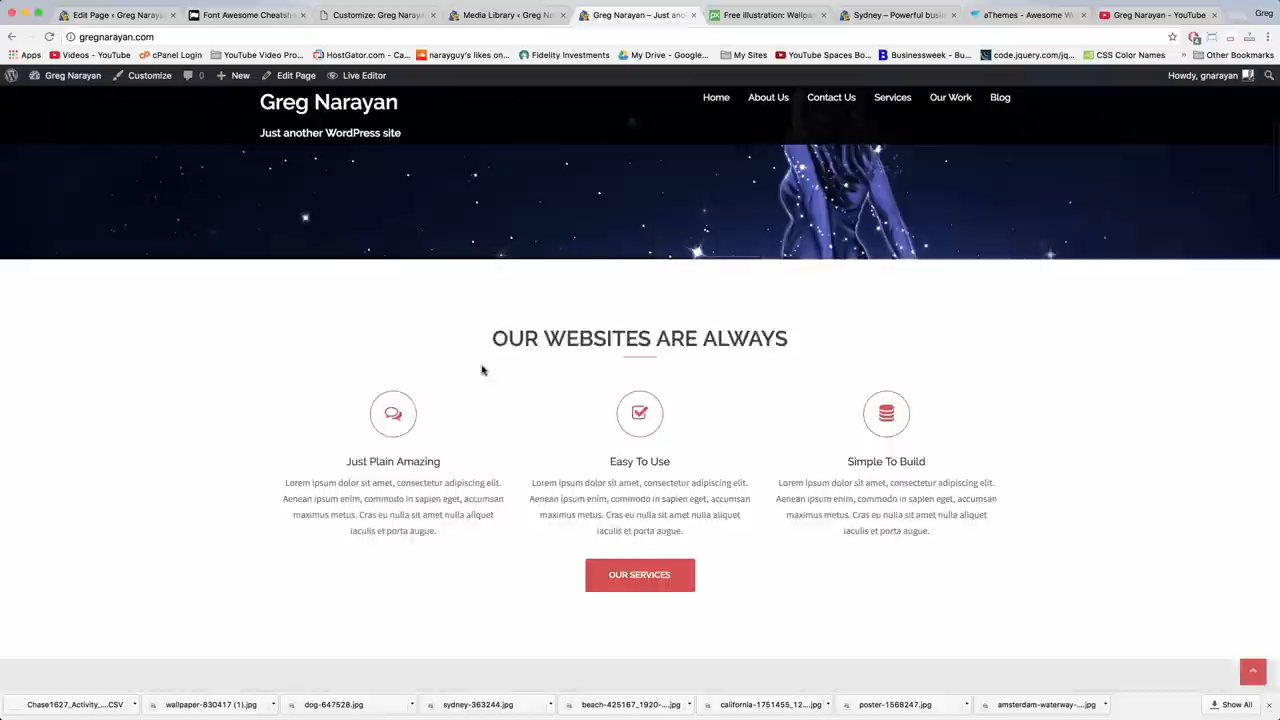 Edit Page ‹ Greg Narayan —
Font Awesome Cheatshe
Customize: Greg Narayan
Media Library ‹ Greg Nar
Greg Narayan – Just ano
Free illustration: Wallpap
Sydney – Powerful busi
aThemes - Awesome W
Greg Narayan - YouTube
Greg
gregnarayan.com
Apps
Videos - YouTube
cPanel Login
YouTube Video Pro...
HostGator.com - Ca...
narayguy's likes on...
Fidelity Investments
My Drive - Google...
My Sites
YouTube Spaces Bo...
Businessweek - Bus...
code.jquery.com/jq...
CSS Color Names
Other Bookmarks
Greg Narayan
Customize
0
New
Edit Page
Live Editor
Howdy, gnarayan
Greg Narayan
Home
About Us
Contact Us
Services
Our Work
Blog
Just another WordPress site
OUR WEBSITES ARE ALWAYS
Just Plain Amazing
Lorem ipsum dolor sit amet, consectetur adipiscing elit.
Aenean ipsum enim, commodo in sapien eget, accumsan
maximus metus. Cras eu nulla sit amet nulla aliquet
iaculis et porta augue.
Easy To Use
Lorem ipsum dolor sit amet, consectetur adipiscing elit.
Aenean ipsum enim, commodo in sapien eget, accumsan
maximus metus. Cras eu nulla sit amet nulla aliquet
iaculis et porta augue.
Simple To Build
Lorem ipsum dolor sit amet, consectetur adipiscing elit.
Aenean ipsum enim, commodo in sapien eget, accumsan
maximus metus. Cras eu nulla sit amet nulla aliquet
iaculis et porta augue.
OUR SERVICES
Chase1627_Activity_....CSV
wallpaper-830417 (1).jpg
dog-647528.jpg
sydney-363244.jpg
beach-425167_1920-...jpg
california-1751455_12...jpg
poster-1568247.jpg
amsterdam-waterway-....jpg
Show All